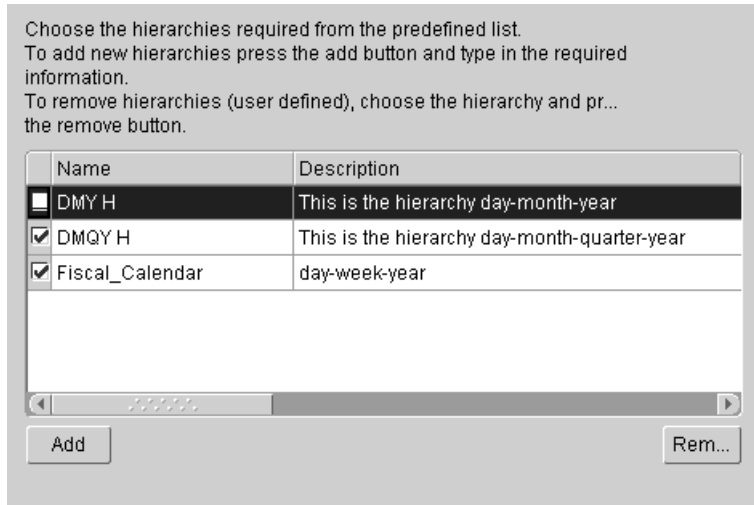 Choose the hierarchies required from the predefined list.
To add new hierarchies press the add button and type in the required
information.
To remove hierarchies (user defined), choose the hierarchy and pr...
the remove button.
Name Description
DMY H This is the hierarchy day-month-year
DMQY H This is the hierarchy day-month-quarter-year
Fiscal_Calendar day-week-year
Add Rem...